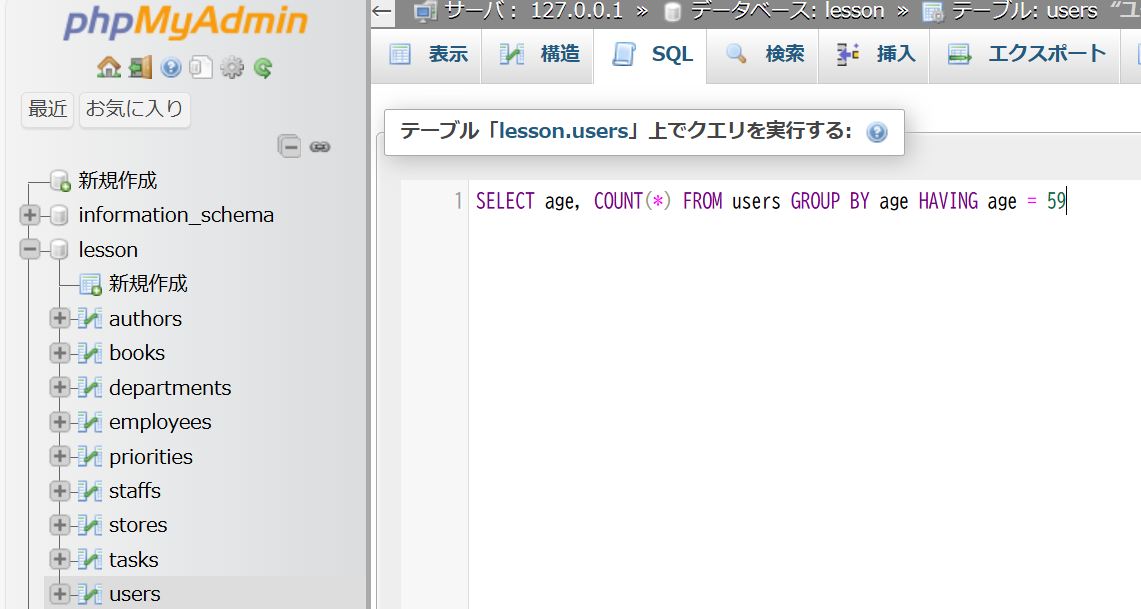 phpMyAdmin
最近 お気に入り
新規作成
information_schema
lesson
新規作成
authors
books
departments
employees
priorities
staffs
stores
tasks
users
サーバ: 127.0.0.1 » データベース: lesson » テーブル: users “ユ
表示 構造 SQL 検索 挿入 エクスポート
テーブル「lesson.users」上でクエリを実行する:
1 SELECT age, COUNT(*) FROM users GROUP BY age HAVING age = 59